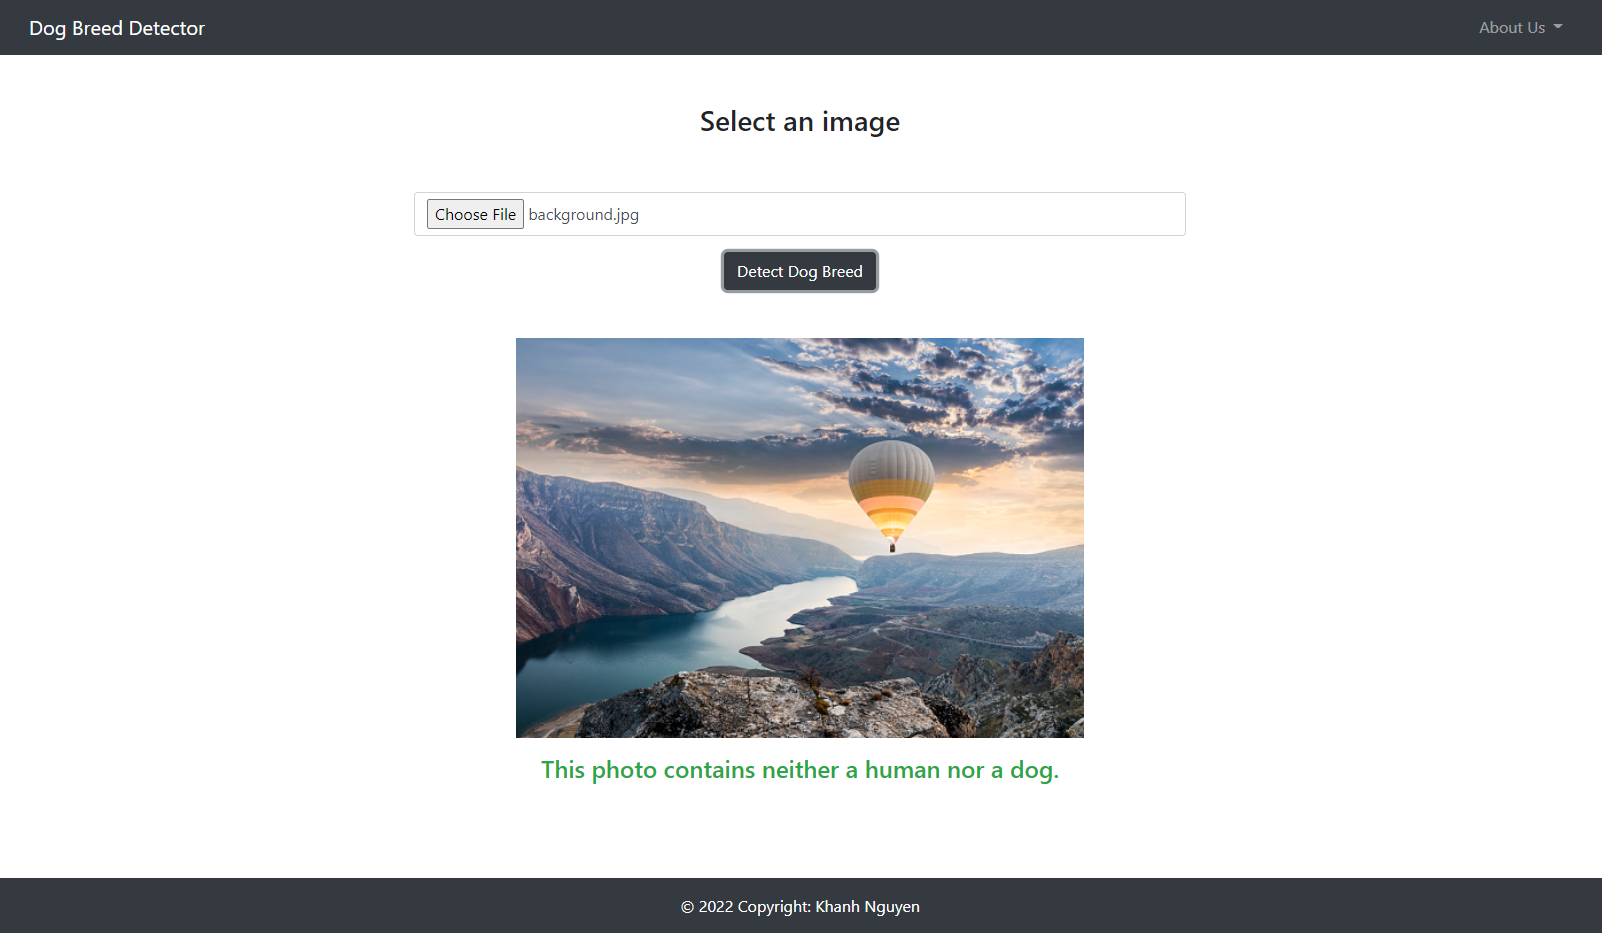 Dog Breed Detector
About Us
Select an image
Choose File background.jpg
Detect Dog Breed
This photo contains neither a human nor a dog.
© 2022 Copyright: Khanh Nguyen